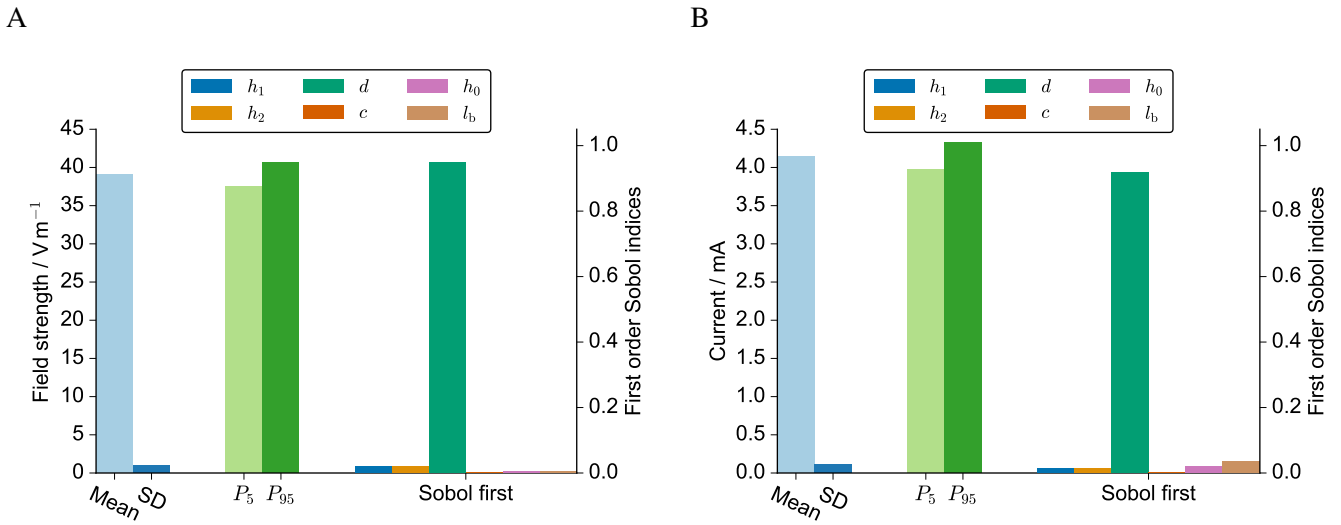 A
h₁ d h₀
h₂ c l_b
45
40
35
30
25
20
15
10
5
0
Field strength / V m⁻¹
1.0
0.8
0.6
0.4
0.2
0.0
First order Sobol indices
Mean SD P₅ P₉₅ Sobol first
B
h₁ d h₀
h₂ c l_b
4.5
4.0
3.5
3.0
2.5
2.0
1.5
1.0
0.5
0.0
Current / mA
1.0
0.8
0.6
0.4
0.2
0.0
First order Sobol indices
Mean SD P₅ P₉₅ Sobol first